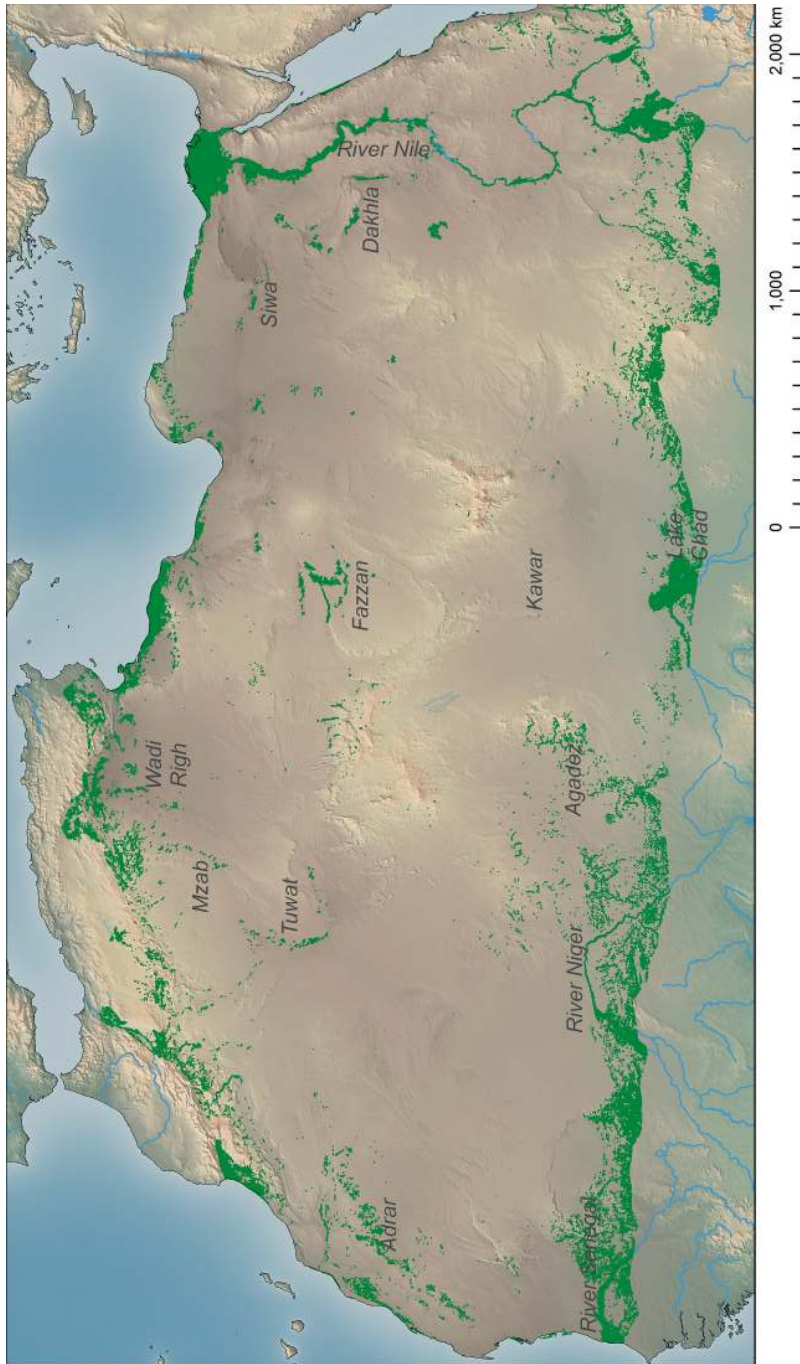 Wadi
Righ
Mzab
Tuwat
Adrar
Fazzan
Siwa
Dakhla
River Nile
Kawar
Agadez
River Niger
River Senegal
Lake
Chad
0
1,000
2,000 km